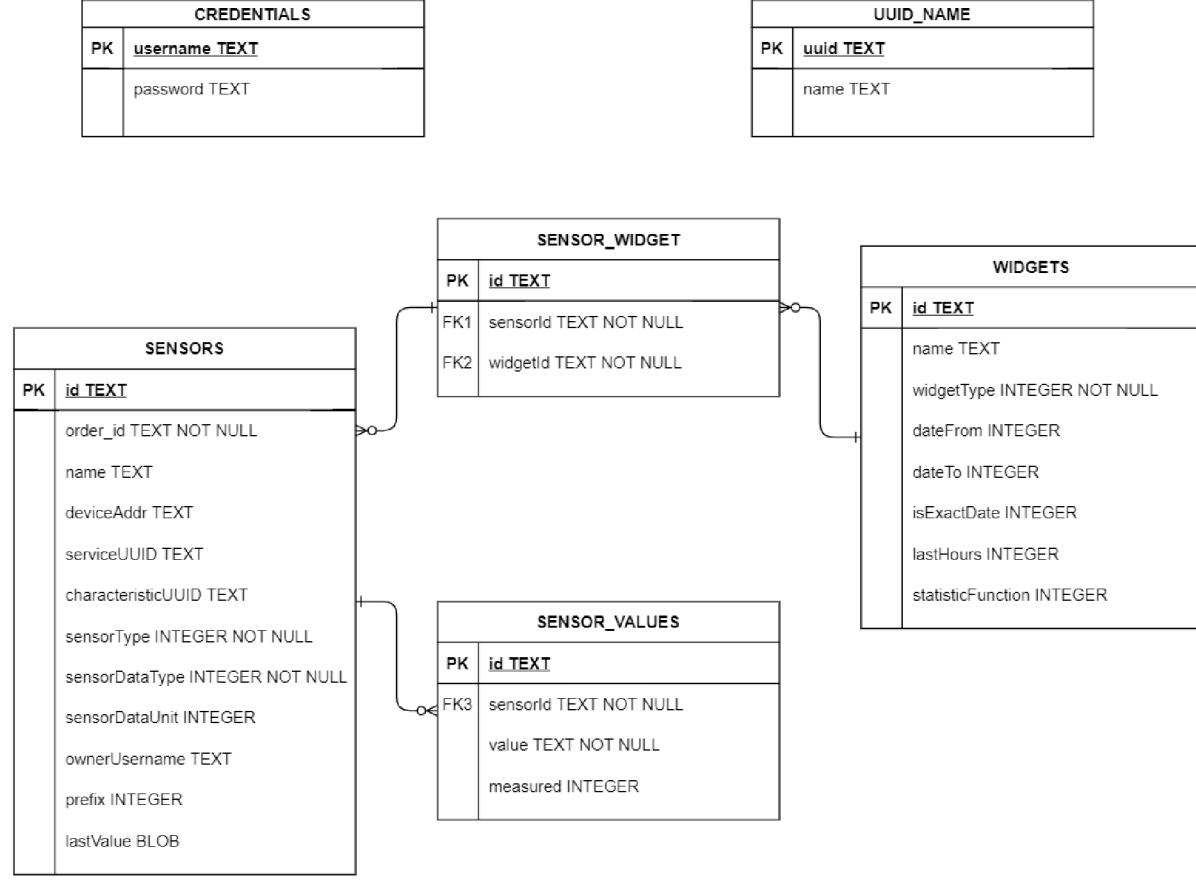 CREDENTIALS
PK username TEXT
password TEXT
UUID_NAME
PK uuid TEXT
name TEXT
SENSOR_WIDGET
PK id TEXT
FK1 sensorId TEXT NOT NULL
FK2 widgetId TEXT NOT NULL
WIDGETS
PK id TEXT
name TEXT
widgetType INTEGER NOT NULL
dateFrom INTEGER
dateTo INTEGER
isExactDate INTEGER
lastHours INTEGER
statisticFunction INTEGER
SENSORS
PK id TEXT
order_id TEXT NOT NULL
name TEXT
deviceAddr TEXT
serviceUUID TEXT
characteristicUUID TEXT
sensorType INTEGER NOT NULL
sensorDataType INTEGER NOT NULL
sensorDataUnit INTEGER
ownerUsername TEXT
prefix INTEGER
lastValue BLOB
SENSOR_VALUES
PK id TEXT
FK3 sensorId TEXT NOT NULL
value TEXT NOT NULL
measured INTEGER